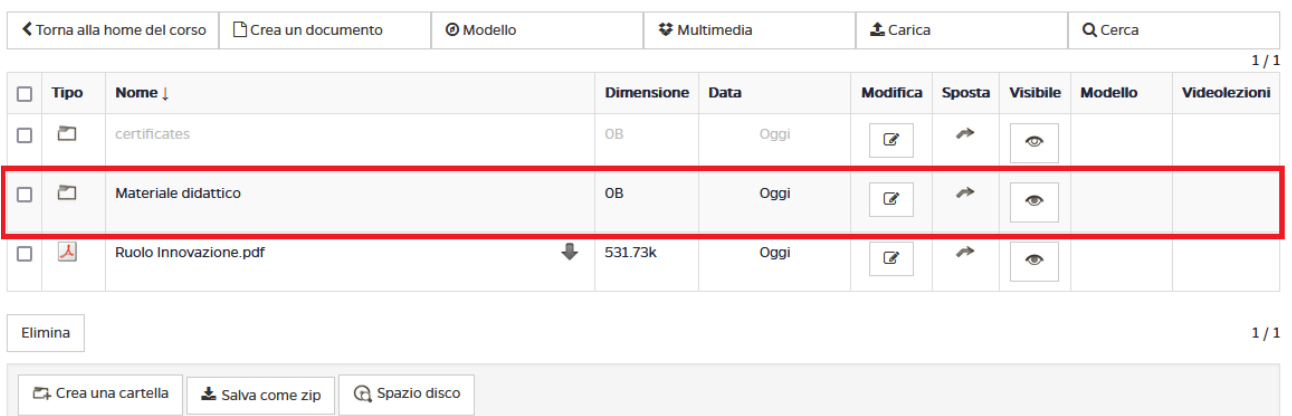 Torna alla home del corso Crea un documento Modello Multimedia Carica Cerca
1 / 1
Tipo Nome ↓ Dimensione Data Modifica Sposta Visibile Modello Videolezioni
certificates 0B Oggi
Materiale didattico 0B Oggi
Ruolo Innovazione.pdf 531.73k Oggi
Elimina 1 / 1
Crea una cartella Salva come zip Spazio disco